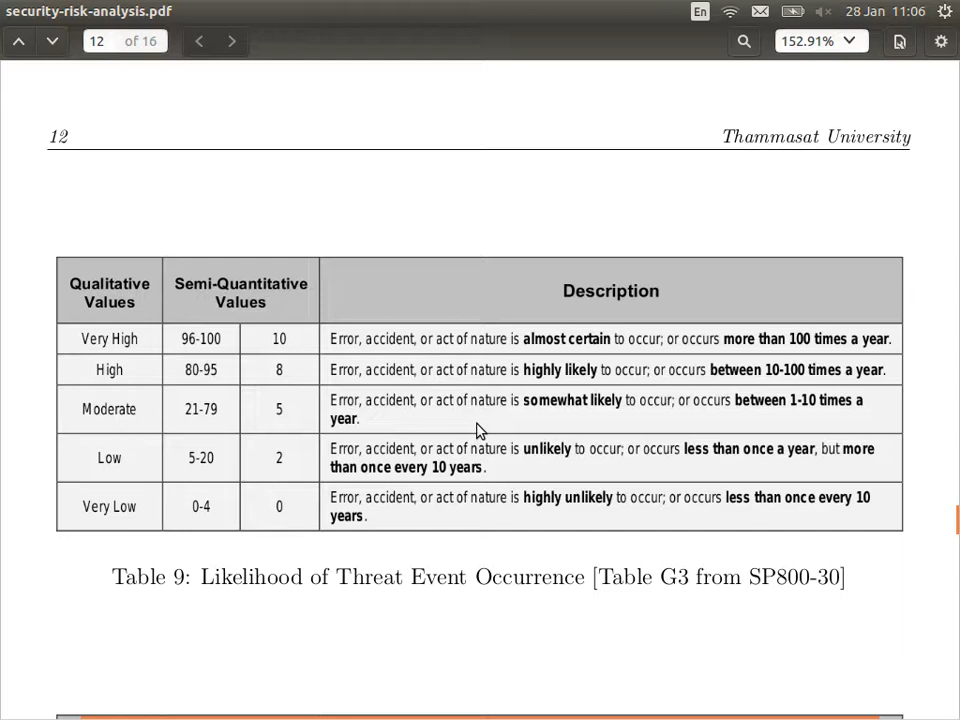 security-risk-analysis.pdf
En
28 Jan 11:06
12 of 16
152.91%
12 Thammasat University
Qualitative Values Semi-Quantitative Values Description
Very High 96-100 10 Error, accident, or act of nature is almost certain to occur; or occurs more than 100 times a year.
High 80-95 8 Error, accident, or act of nature is highly likely to occur; or occurs between 10-100 times a year.
Moderate 21-79 5 Error, accident, or act of nature is somewhat likely to occur; or occurs between 1-10 times a
year.
Low 5-20 2 Error, accident, or act of nature is unlikely to occur; or occurs less than once a year, but more
than once every 10 years.
Very Low 0-4 0 Error, accident, or act of nature is highly unlikely to occur; or occurs less than once every 10
years.
Table 9: Likelihood of Threat Event Occurrence [Table G3 from SP800-30]